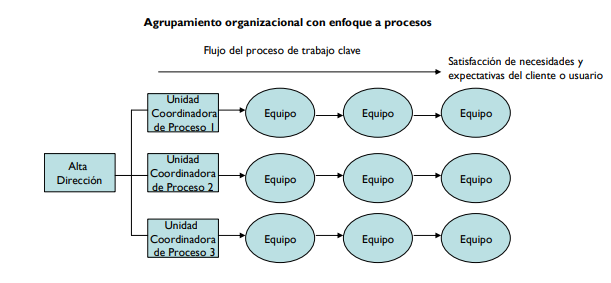 Agrupamiento organizacional con enfoque a procesos
Flujo del proceso de trabajo clave
Satisfacción de necesidades y
expectativas del cliente o usuario
Unidad
Coordinadora
de Proceso 1
Equipo
Equipo
Equipo
Alta
Dirección
Unidad
Coordinadora
de Proceso 2
Equipo
Equipo
Equipo
Unidad
Coordinadora
de Proceso 3
Equipo
Equipo
Equipo